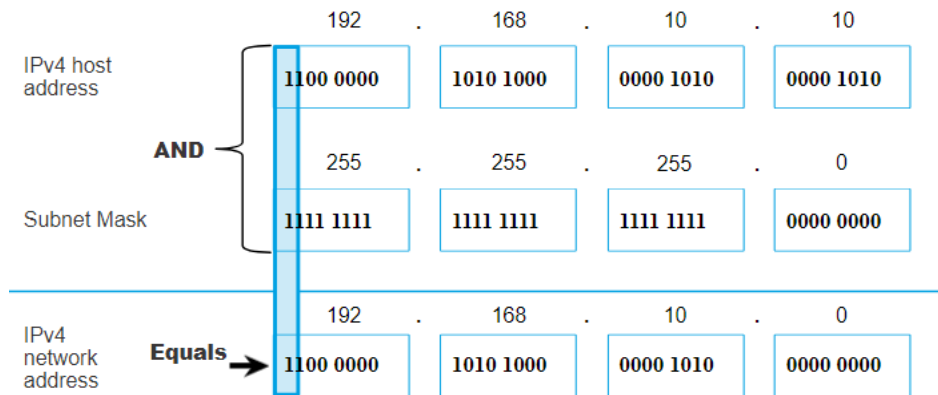 192 . 168 . 10 . 10
IPv4 host
address
1100 0000 1010 1000 0000 1010 0000 1010
AND
255 . 255 . 255 . 0
Subnet Mask
1111 1111 1111 1111 1111 1111 0000 0000
192 . 168 . 10 . 0
IPv4
network
address
Equals
1100 0000 1010 1000 0000 1010 0000 0000